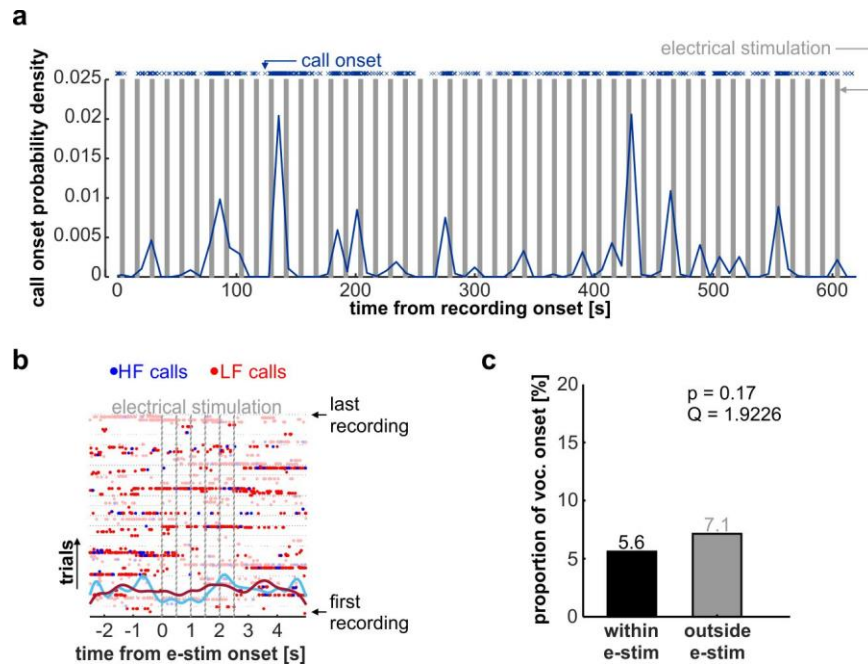 a
electrical stimulation
call onset
0.025
0.02
0.015
0.01
0.005
0
call onset probability density
0 100 200 300 400 500 600
time from recording onset [s]
b
HF calls LF calls
electrical stimulation
last
recording
trials
first
recording
-2 -1 0 1 2 3 4
time from e-stim onset [s]
c
20
15
10
5
0
proportion of voc. onset [%]
p = 0.17
Q = 1.9226
5.6
7.1
within outside
e-stim e-stim